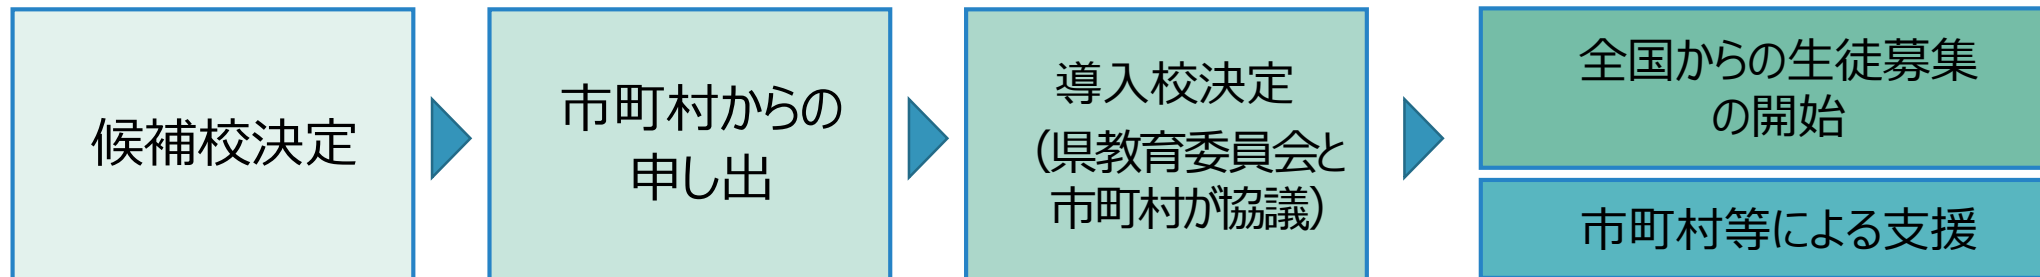 候補校決定
市町村からの
申し出
導入校決定
（県教育委員会と
市町村が協議）
全国からの生徒募集
の開始
市町村等による支援